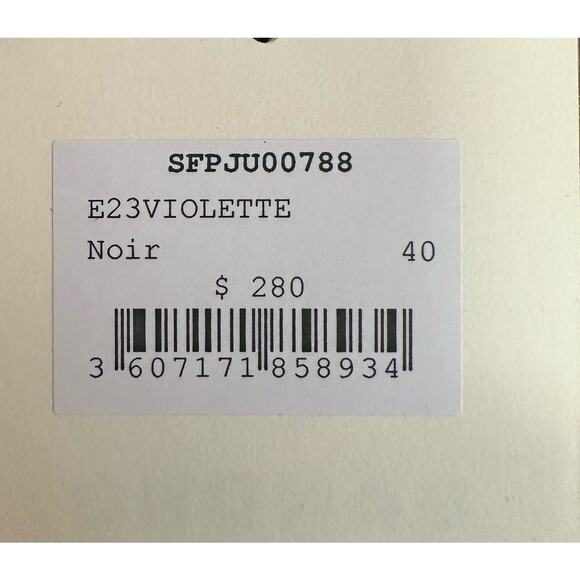 SFPJU00788
E23VIOLETTE
Noir 40
$ 280
3 607171 858934